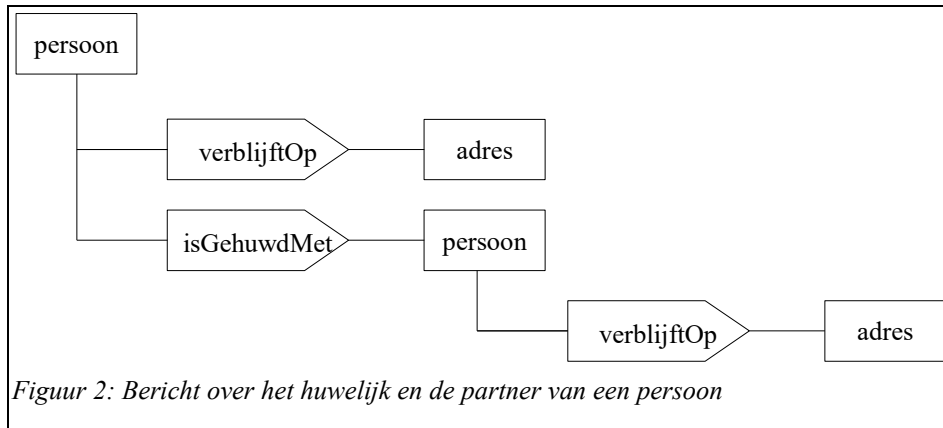 persoon
verblijftOp
adres
isGehuwdMet
persoon
verblijftOp
adres
Figuur 2: Bericht over het huwelijk en de partner van een persoon